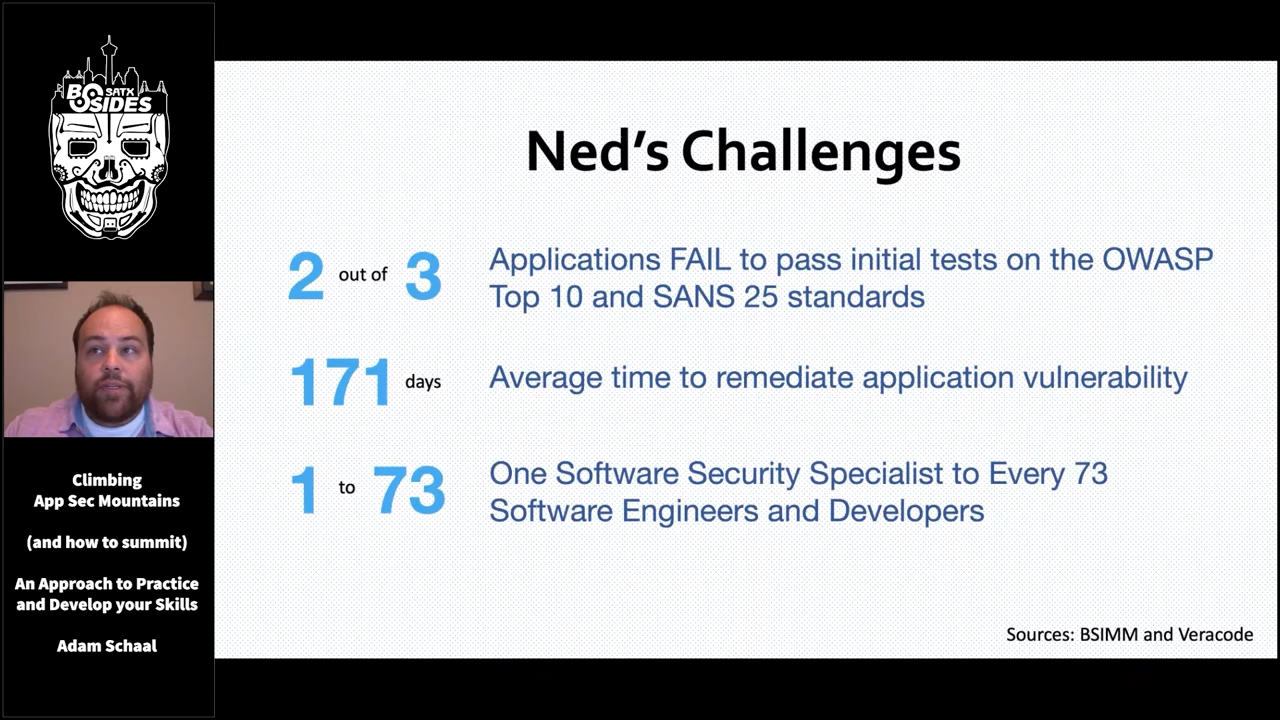 BSIDES
SATX
Climbing
App Sec Mountains
(and how to summit)
An Approach to Practice
and Develop your Skills
Adam Schaal
Ned's Challenges
2 out of 3
Applications FAIL to pass initial tests on the OWASP
Top 10 and SANS 25 standards
171 days
Average time to remediate application vulnerability
1 to 73
One Software Security Specialist to Every 73
Software Engineers and Developers
Sources: BSIMM and Veracode